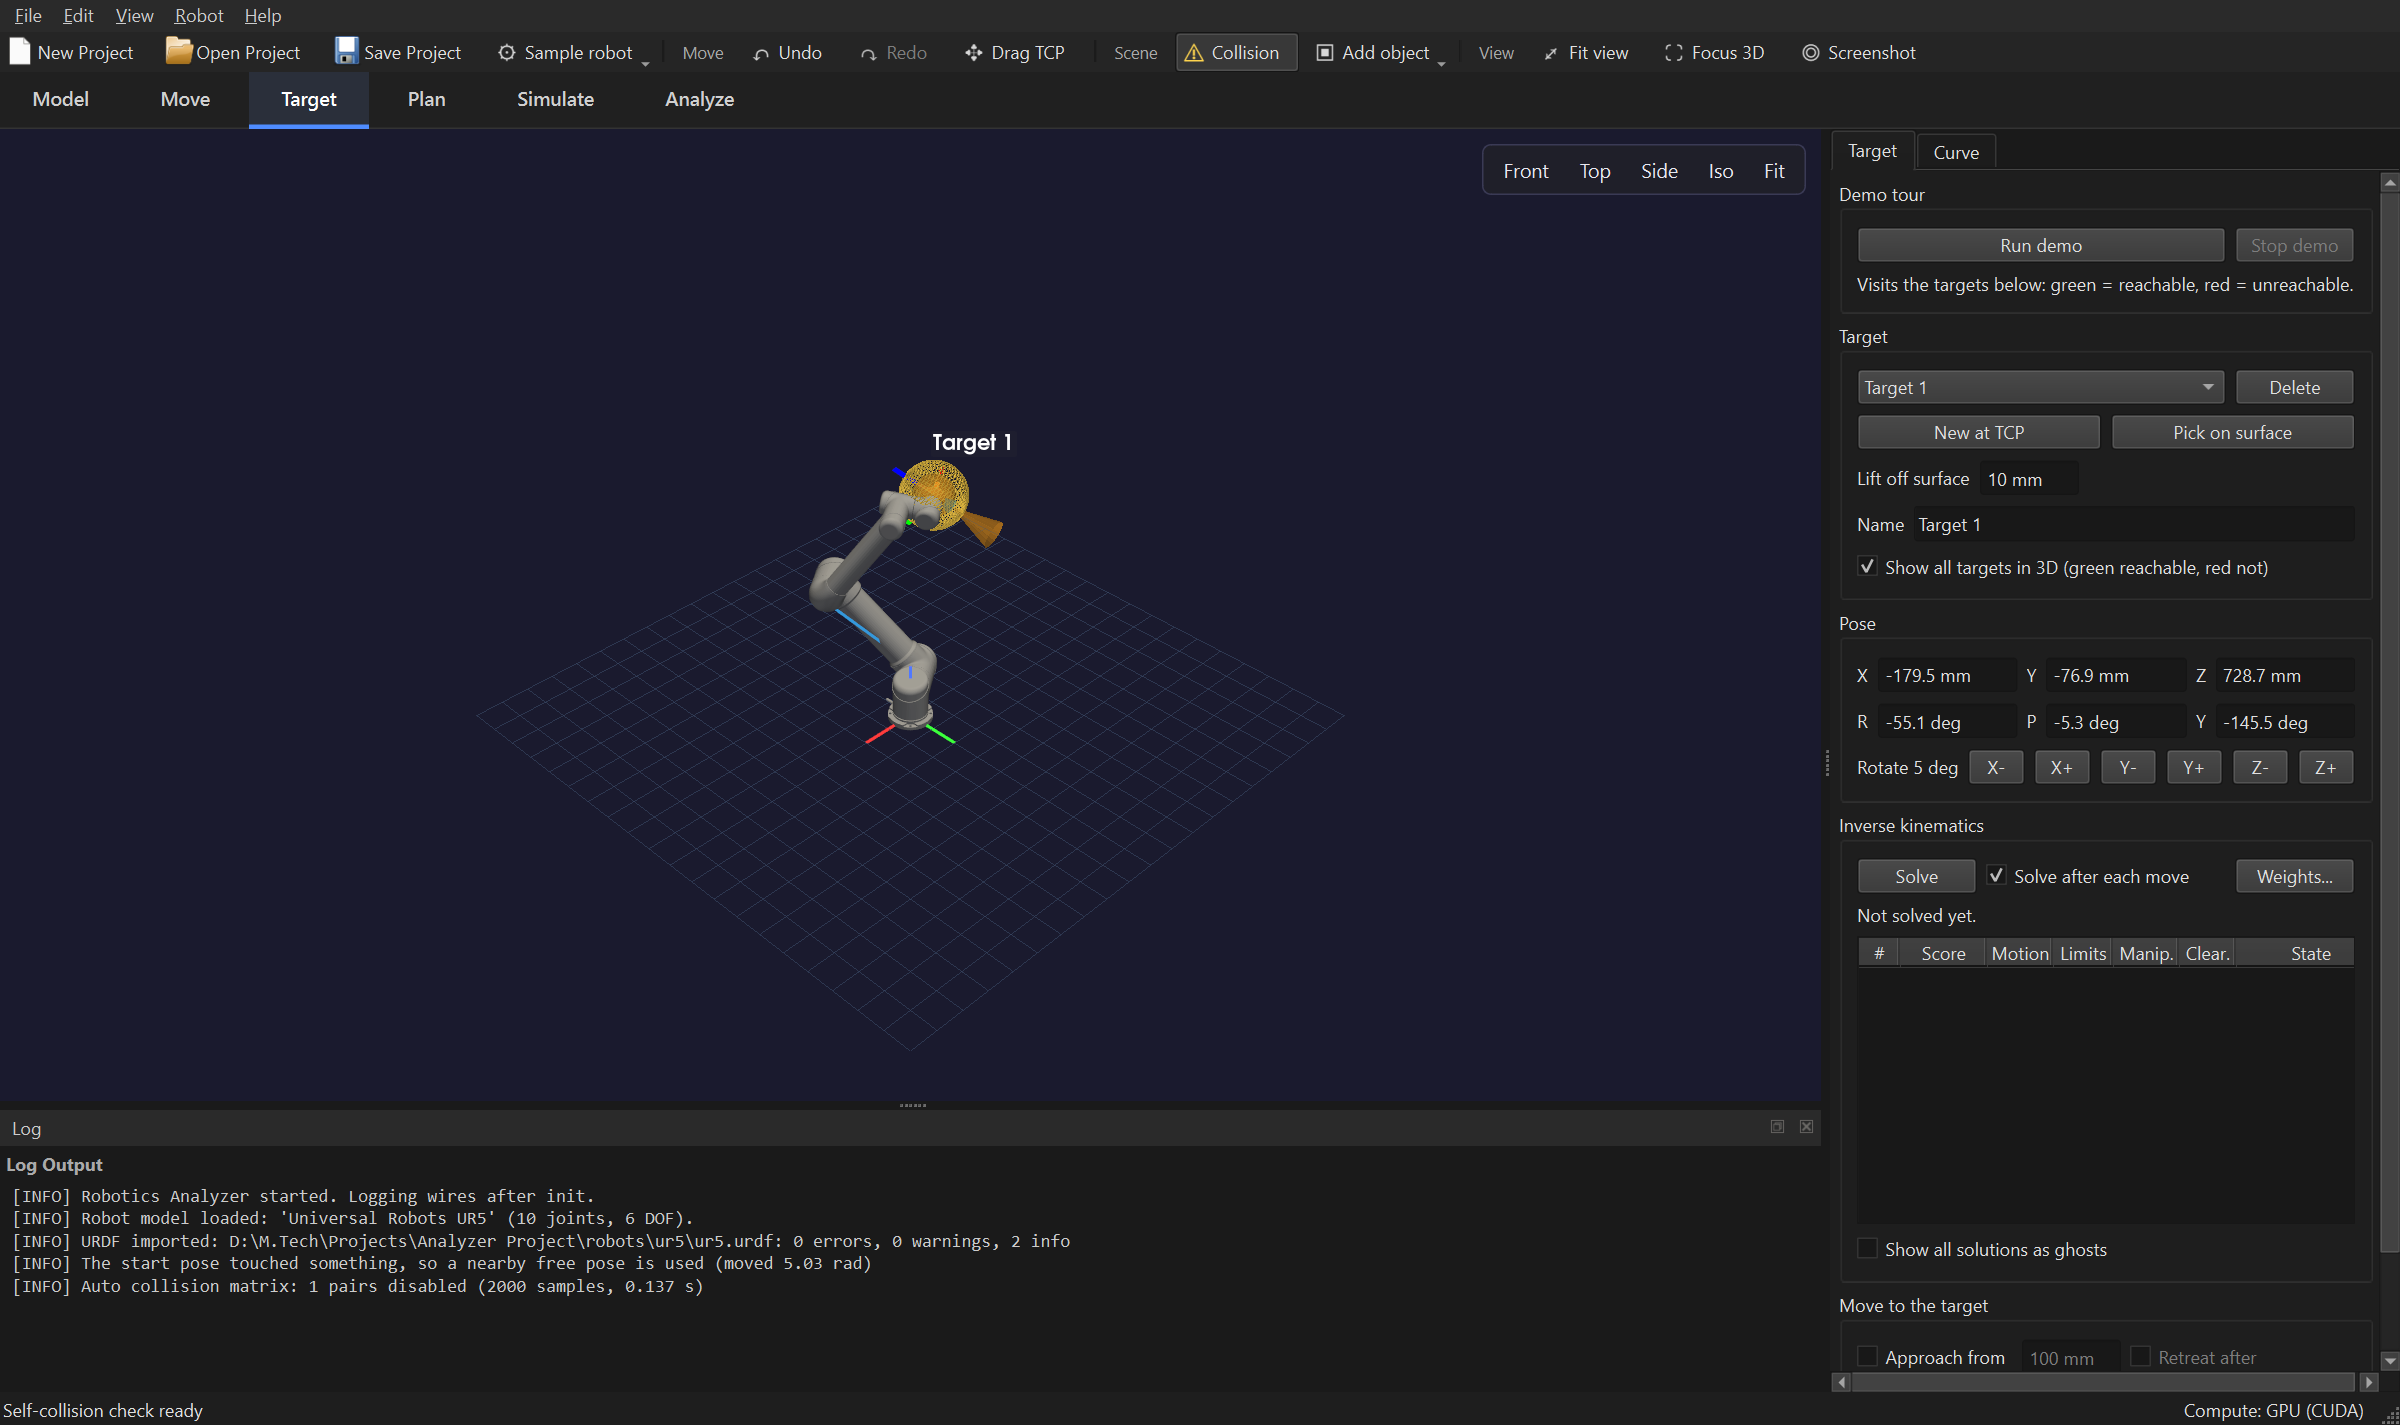 File Edit View Robot Help
New Project Open Project Save Project Sample robot Move Undo Redo Drag TCP Scene Collision Add object View Fit view Focus 3D Screenshot
Model Move Target Plan Simulate Analyze
Front Top Side Iso Fit
Target 1
Target Curve
Demo tour
Run demo Stop demo
Visits the targets below: green = reachable, red = unreachable.
Target
Target 1 Delete
New at TCP Pick on surface
Lift off surface 10 mm
Name Target 1
Show all targets in 3D (green reachable, red not)
Pose
X -179.5 mm Y -76.9 mm Z 728.7 mm
R -55.1 deg P -5.3 deg Y -145.5 deg
Rotate 5 deg X- X+ Y- Y+ Z- Z+
Inverse kinematics
Solve Solve after each move Weights...
Not solved yet.
# Score Motion Limits Manip. Clear. State
Show all solutions as ghosts
Move to the target
Approach from 100 mm Retreat after
Log
Log Output
[INFO] Robotics Analyzer started. Logging wires after init.
[INFO] Robot model loaded: 'Universal Robots UR5' (10 joints, 6 DOF).
[INFO] URDF imported: D:\M.Tech\Projects\Analyzer Project\robots\ur5\ur5.urdf: 0 errors, 0 warnings, 2 info
[INFO] The start pose touched something, so a nearby free pose is used (moved 5.03 rad)
[INFO] Auto collision matrix: 1 pairs disabled (2000 samples, 0.137 s)
Self-collision check ready
Compute: GPU (CUDA)